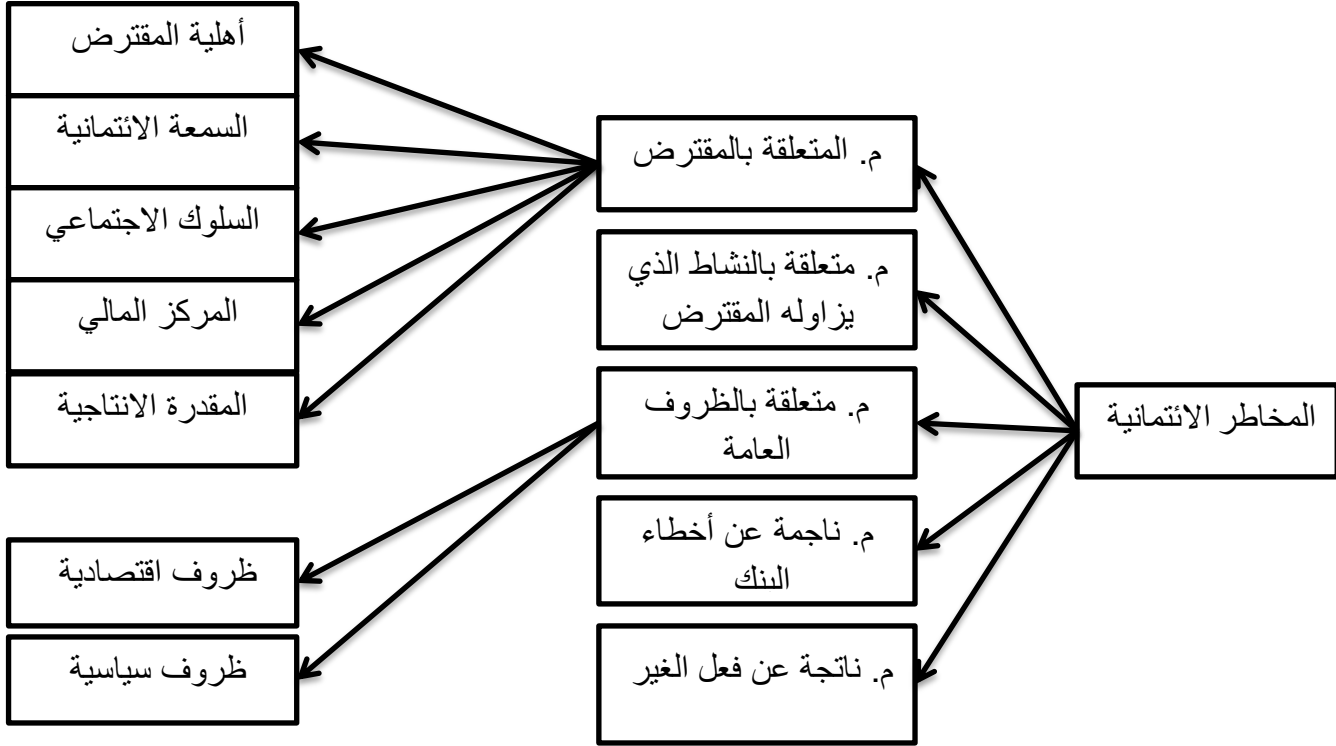 المخاطر الائتمانية
م. المتعلقة بالمقترض
م. متعلقة بالنشاط الذي
يزاوله المقترض
م. متعلقة بالظروف
العامة
م. ناجمة عن أخطاء
البنك
م. ناتجة عن فعل الغير
أهلية المقترض
السمعة الائتمانية
السلوك الاجتماعي
المركز المالي
المقدرة الانتاجية
ظروف اقتصادية
ظروف سياسية